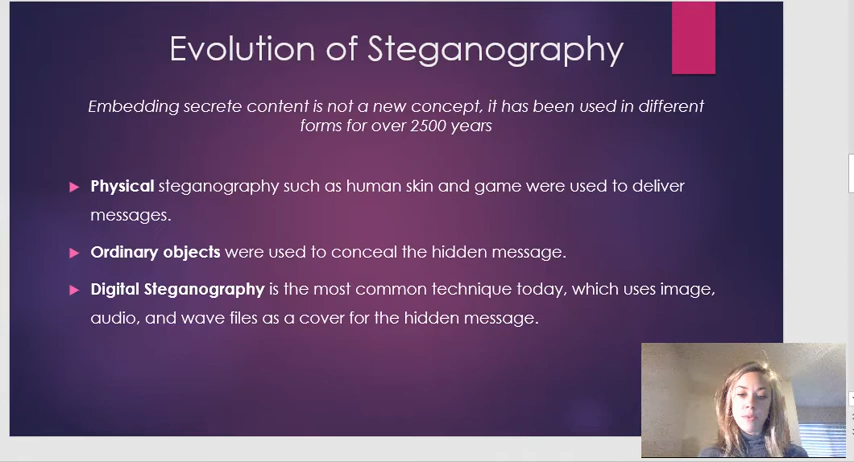 Evolution of Steganography
Embedding secrete content is not a new concept, it has been used in different
forms for over 2500 years
Physical steganography such as human skin and game were used to deliver
messages.
Ordinary objects were used to conceal the hidden message.
Digital Steganography is the most common technique today, which uses image,
audio, and wave files as a cover for the hidden message.